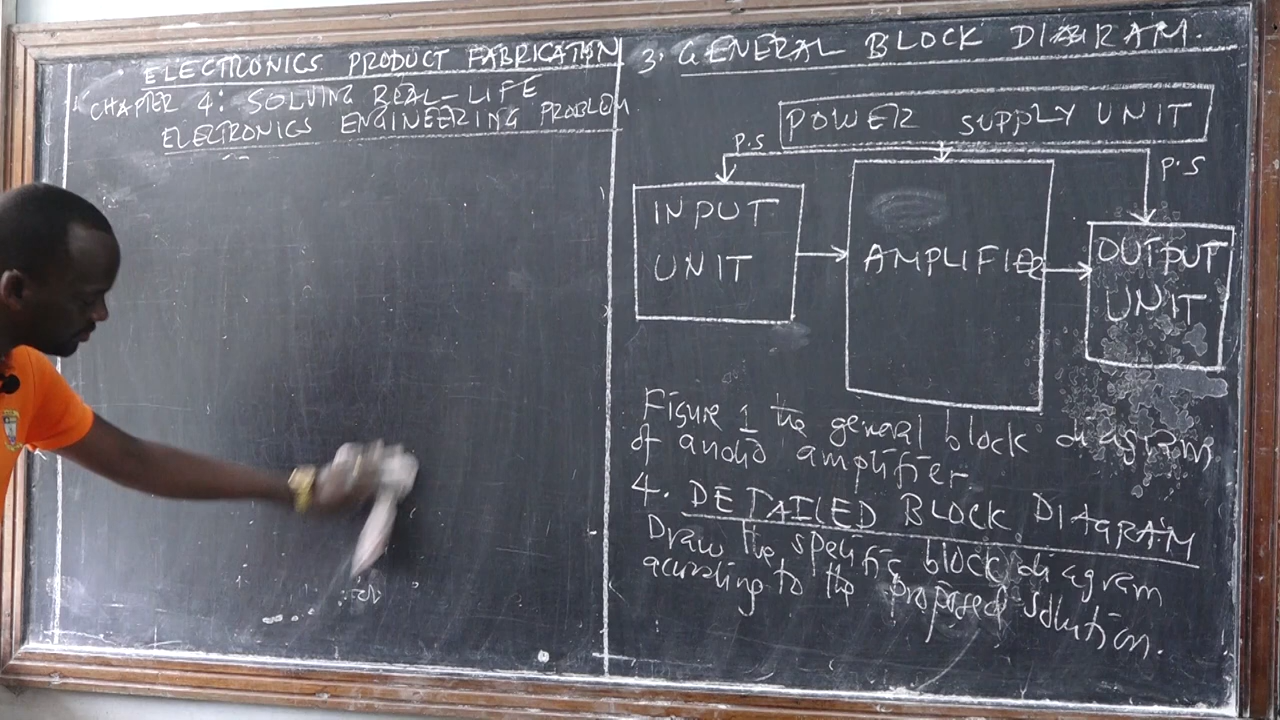 ELECTRONICS PRODUCT FABRICATION
CHAPTER 4: SOLVING REAL-LIFE
ELECTRONICS ENGINEERING PROBLEM
3. GENERAL BLOCK DIAGRAM.
POWER SUPPLY UNIT
P.S
P.S
INPUT
UNIT
AMPLIFIER
OUTPUT
UNIT
Figure 1 the general block diagram
of amplifier
4. DETAILED BLOCK DIAGRAM
Draw the specific block diagram
according to the proposed solution.